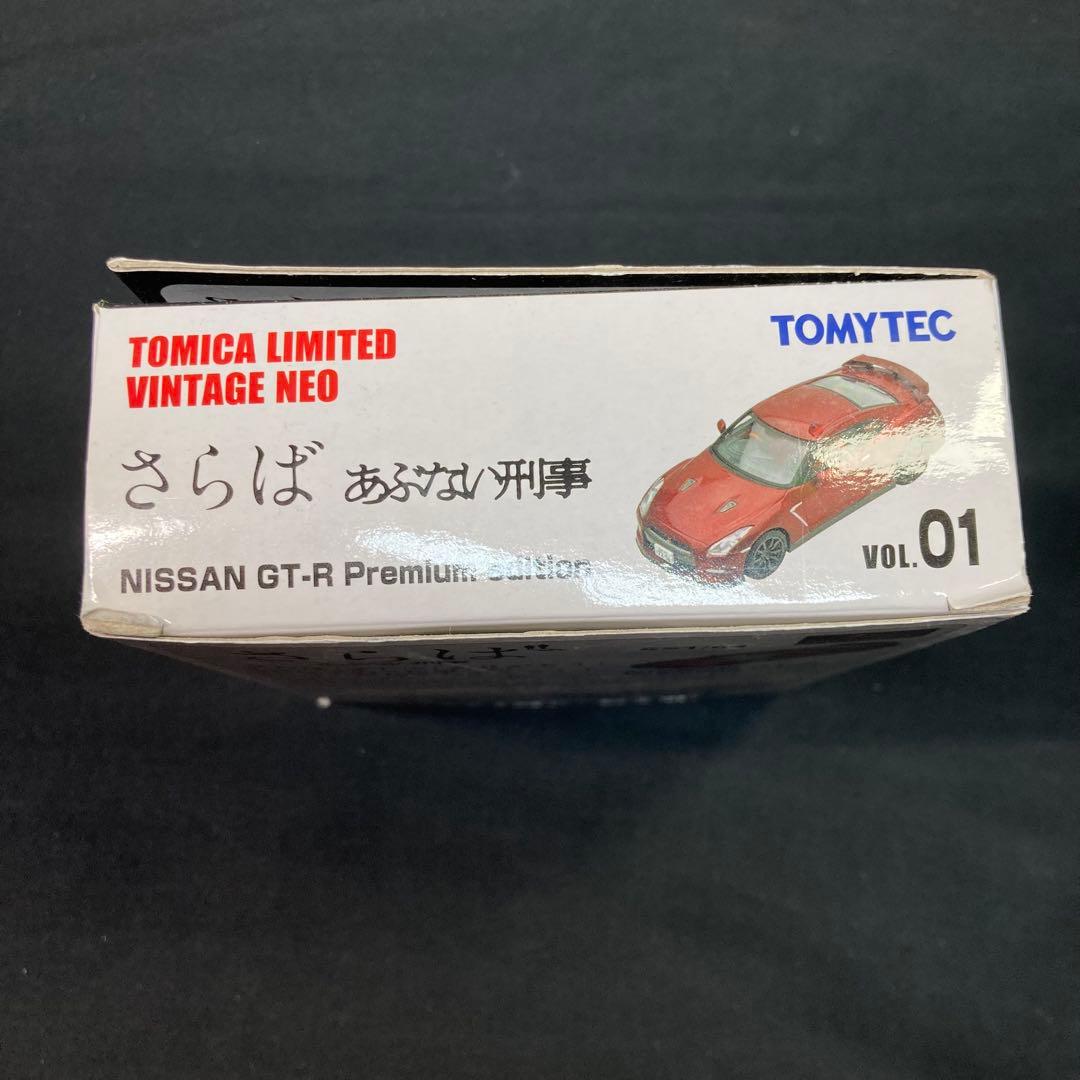 TOMICA LIMITED
VINTAGE NEO
TOMYTEC
さらば あぶない刑事
NISSAN GT-R Premium edition
VOL.01